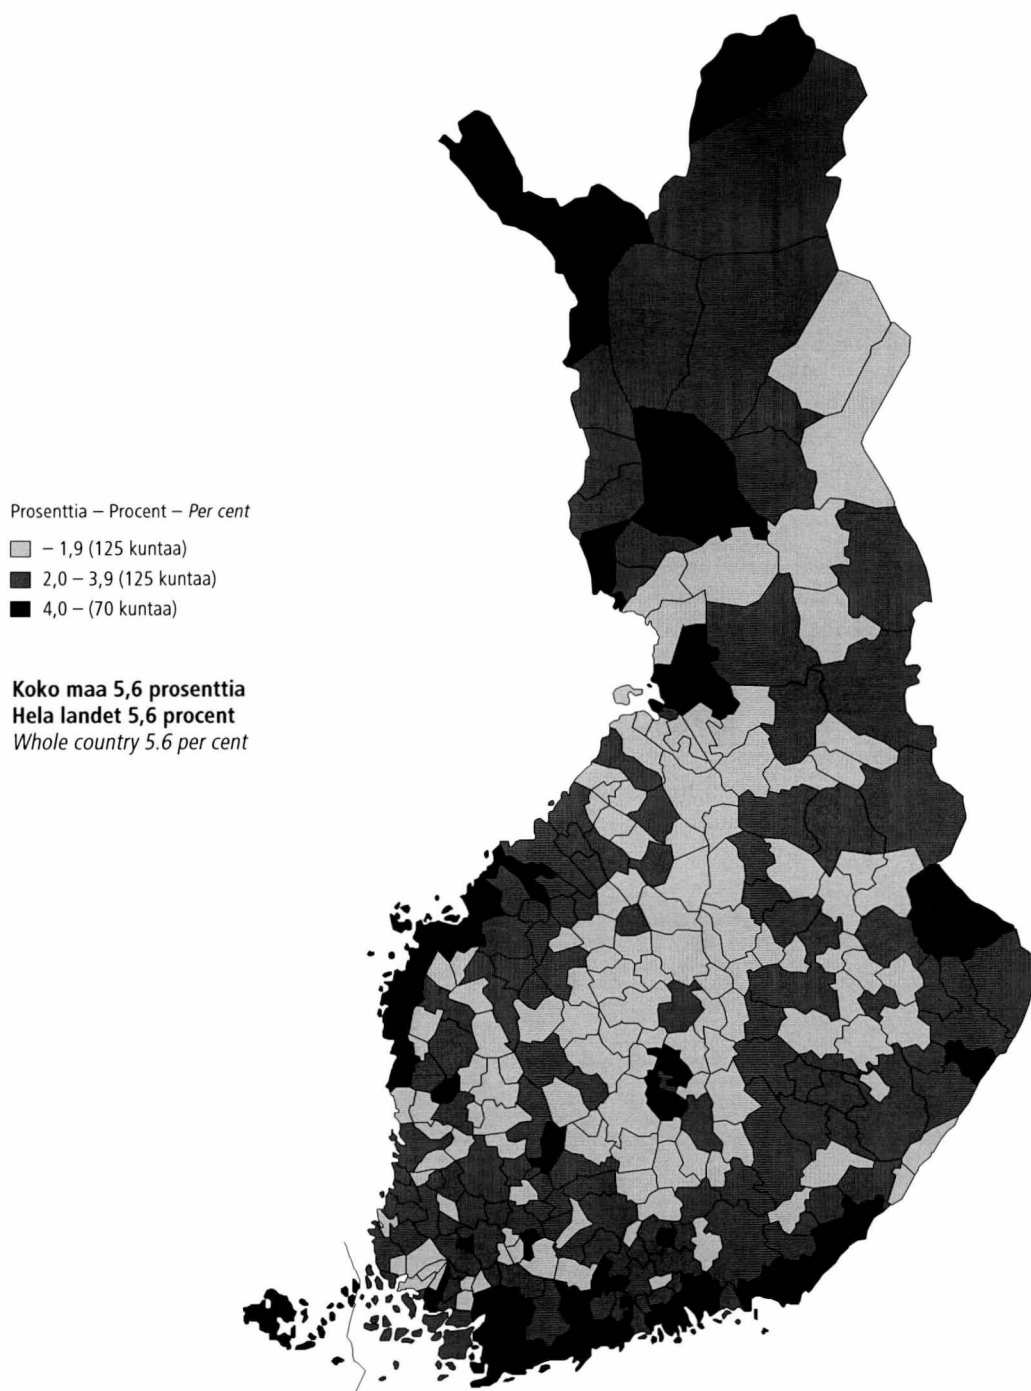 Prosenttia – Procent – Per cent
– 1,9 (125 kuntaa)
2,0 – 3,9 (125 kuntaa)
4,0 – (70 kuntaa)
Koko maa 5,6 prosenttia
Hela landet 5,6 procent
Whole country 5.6 per cent